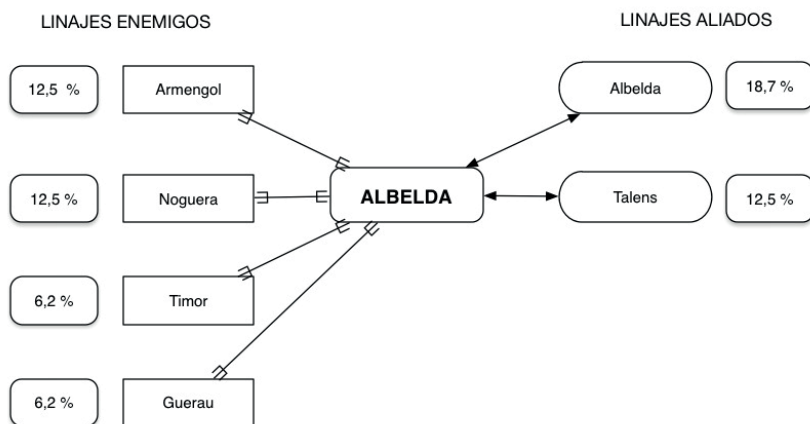 LINAJES ENEMIGOS
LINAJES ALIADOS
12,5 %
Armengol
Albelda
18,7 %
12,5 %
Noguera
ALBELDA
Talens
12,5 %
6,2 %
Timor
6,2 %
Guerau